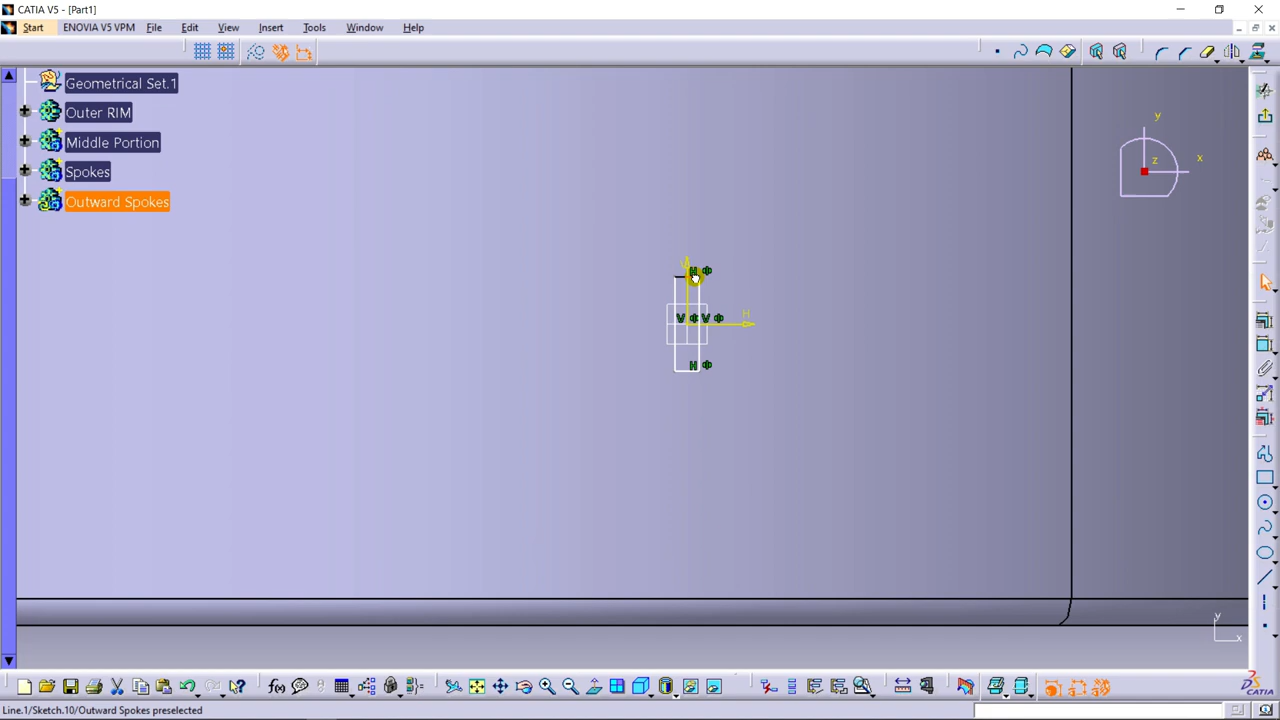 CATIA V5 - [Part1]
Start ENOVIA V5 VPM File Edit View Insert Tools Window Help
Geometrical Set.1
Outer RIM
Middle Portion
Spokes
Outward Spokes
y
x
z
H
V V
H
H
y
x
f(x)
CATIA
Line.1/Sketch.10/Outward Spokes preselected